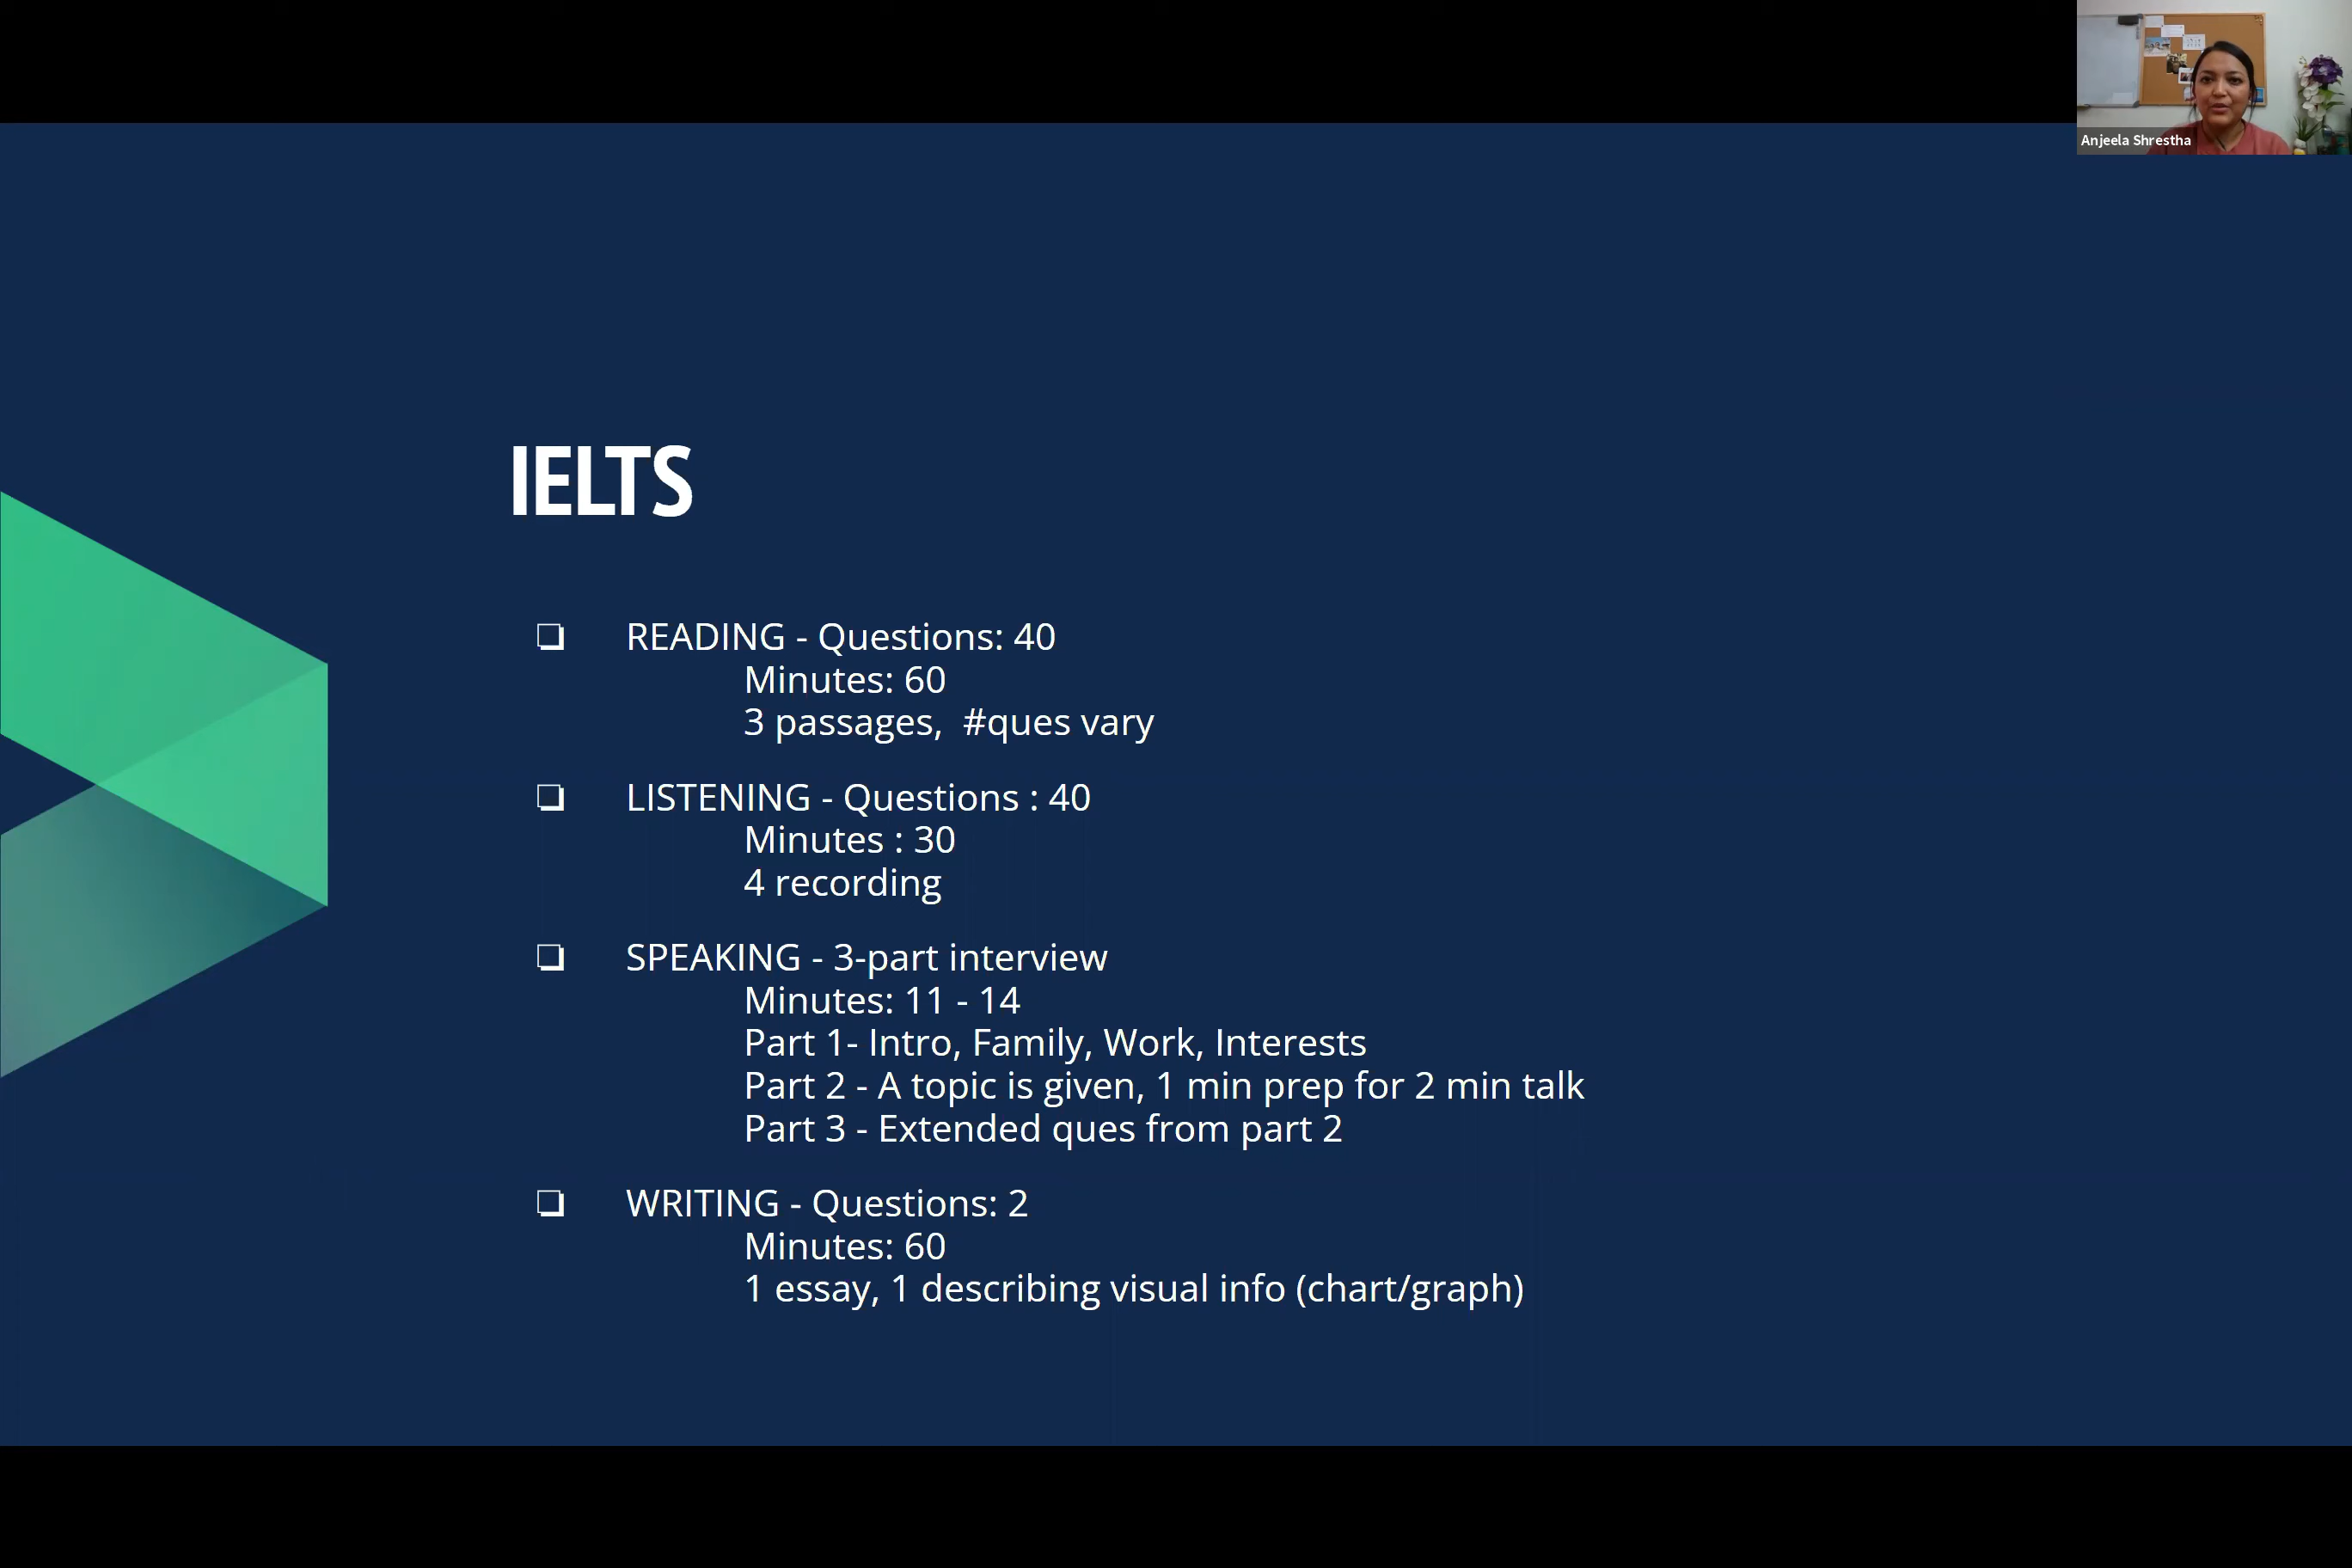 Anjeela Shrestha
IELTS
❏ READING - Questions: 40
Minutes: 60
3 passages,  #ques vary
❏ LISTENING - Questions : 40
Minutes : 30
4 recording
❏ SPEAKING - 3-part interview
Minutes: 11 - 14
Part 1- Intro, Family, Work, Interests
Part 2 - A topic is given, 1 min prep for 2 min talk
Part 3 - Extended ques from part 2
❏ WRITING - Questions: 2
Minutes: 60
1 essay, 1 describing visual info (chart/graph)